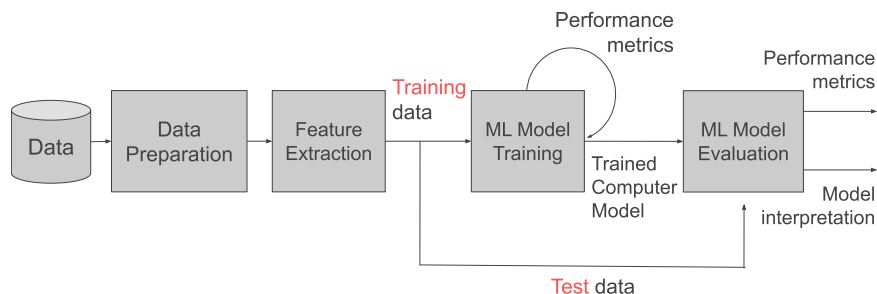 Performance
metrics
Performance
metrics
Training
data
Data
Data
Preparation
Feature
Extraction
ML Model
Training
ML Model
Evaluation
Trained
Computer
Model
Model
interpretation
Test data